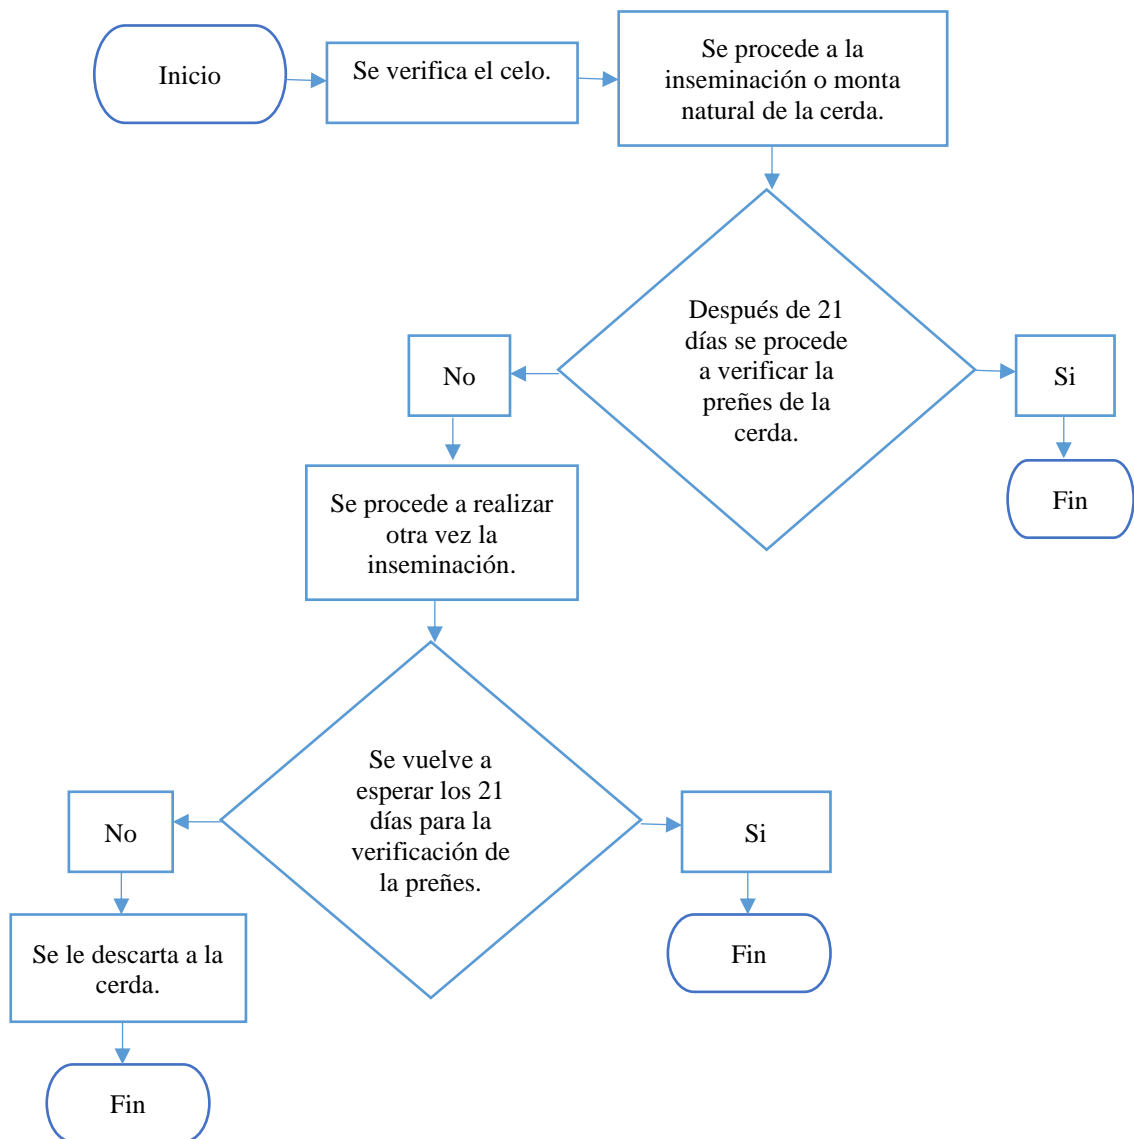 Inicio
Se verifica el celo.
Se procede a la
inseminación o monta
natural de la cerda.
Después de 21
días se procede
a verificar la
preñes de la
cerda.
No
Si
Fin
Se procede a realizar
otra vez la
inseminación.
Se vuelve a
esperar los 21
días para la
verificación de
la preñes.
No
Si
Se le descarta a la
cerda.
Fin
Fin